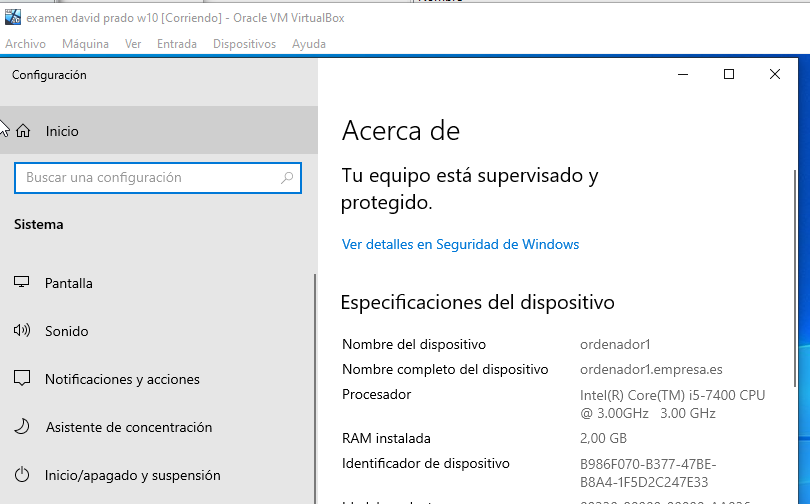 examen david prado w10 [Corriendo] - Oracle VM VirtualBox
Archivo Máquina Ver Entrada Dispositivos Ayuda
Configuración
Inicio
Buscar una configuración
Sistema
Pantalla
Sonido
Notificaciones y acciones
Asistente de concentración
Inicio/apagado y suspensión
Acerca de
Tu equipo está supervisado y
protegido.
Ver detalles en Seguridad de Windows
Especificaciones del dispositivo
Nombre del dispositivo ordenador1
Nombre completo del dispositivo ordenador1.empresa.es
Procesador Intel(R) Core(TM) i5-7400 CPU
@ 3.00GHz 3.00 GHz
RAM instalada 2,00 GB
Identificador de dispositivo B986F070-B377-47BE-
B8A4-1F5D2C247E33